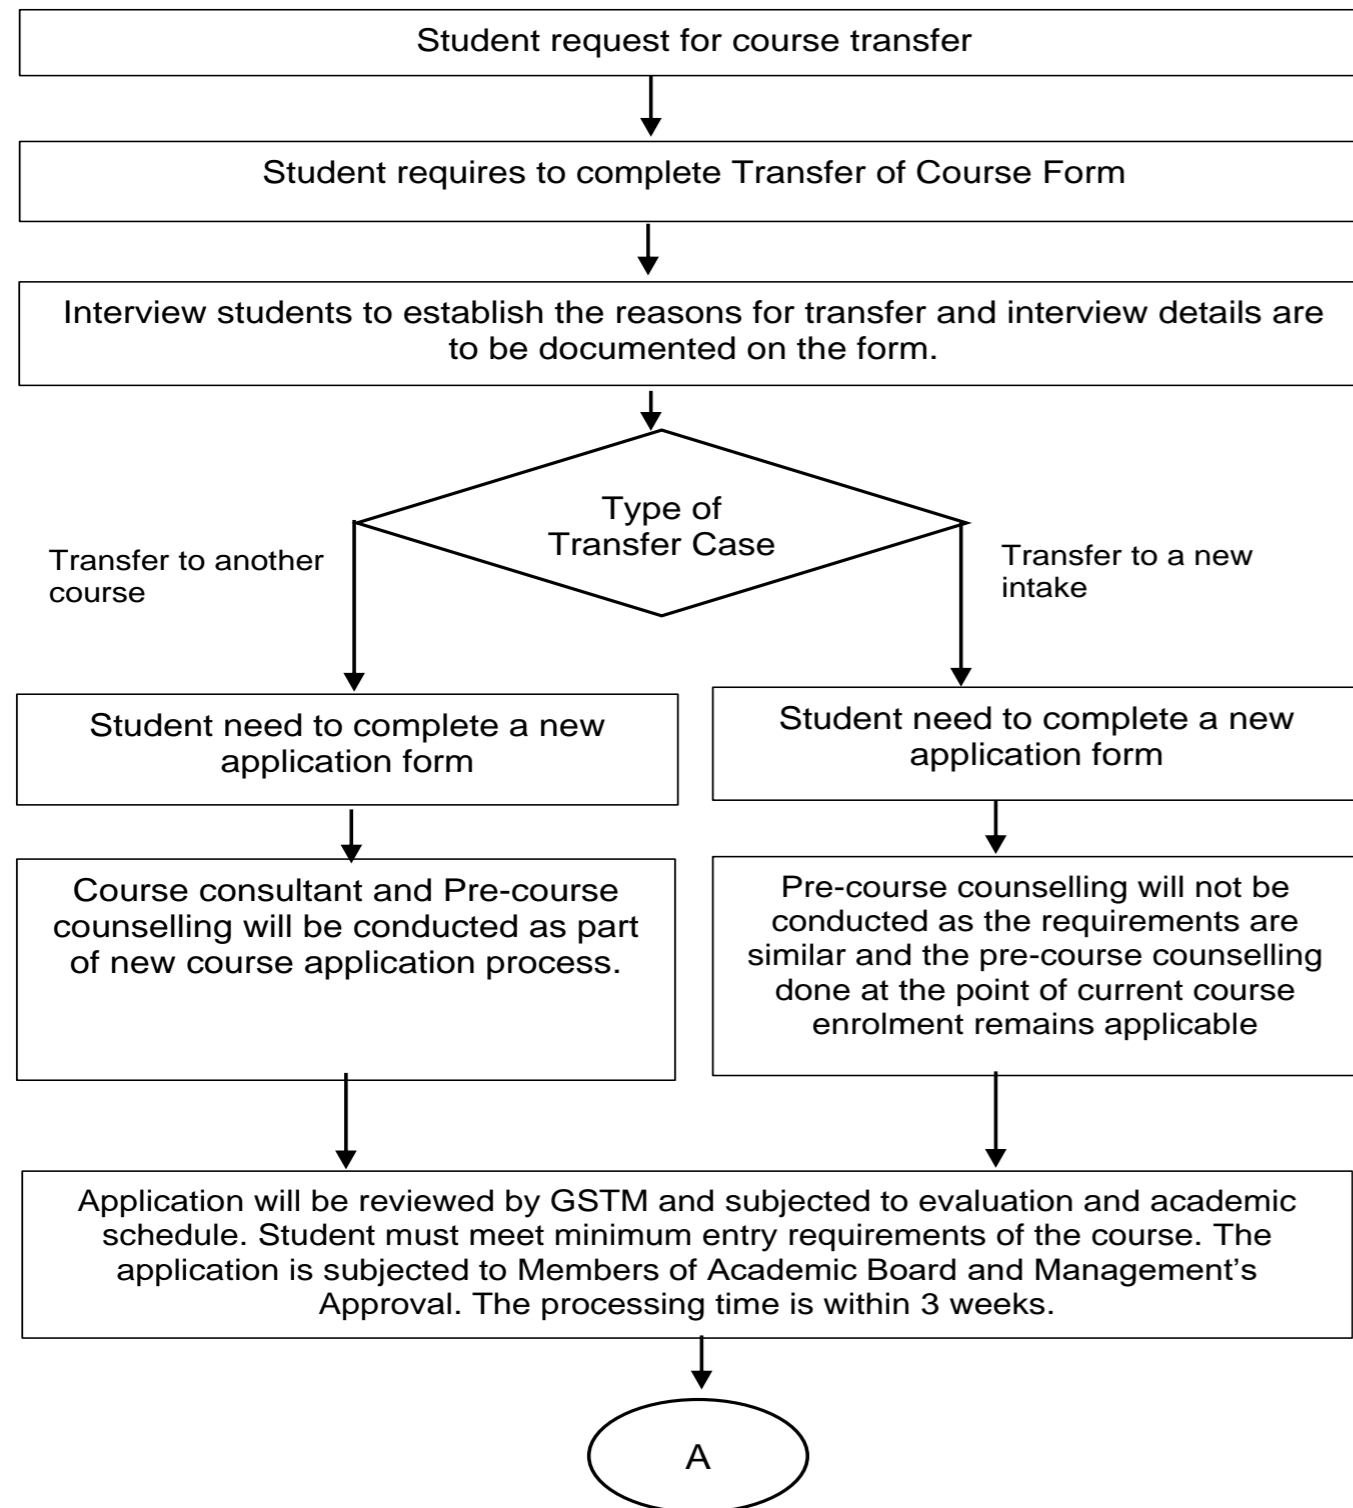 Student request for course transfer
Student requires to complete Transfer of Course Form
Interview students to establish the reasons for transfer and interview details are
to be documented on the form.
Type of
Transfer Case
Transfer to another
course
Transfer to a new
intake
Student need to complete a new
application form
Student need to complete a new
application form
Course consultant and Pre-course
counselling will be conducted as part
of new course application process.
Pre-course counselling will not be
conducted as the requirements are
similar and the pre-course counselling
done at the point of current course
enrolment remains applicable
Application will be reviewed by GSTM and subjected to evaluation and academic
schedule. Student must meet minimum entry requirements of the course. The
application is subjected to Members of Academic Board and Management’s
Approval. The processing time is within 3 weeks.
A